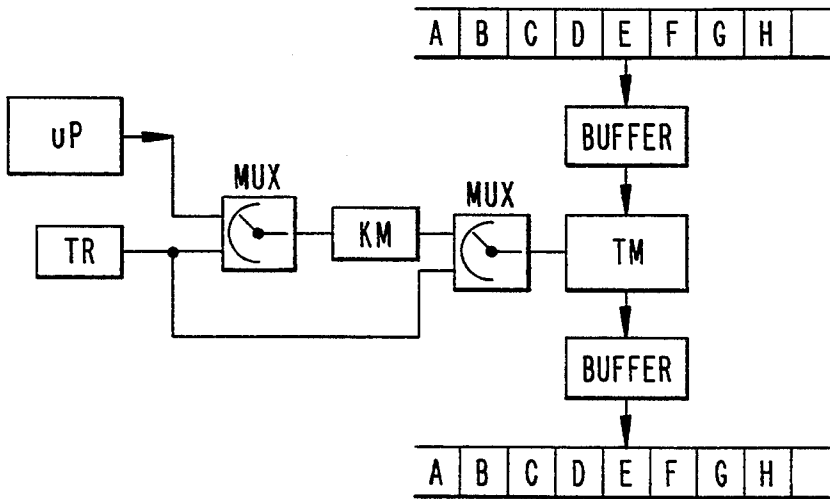 A B C D E F G H
BUFFER
uP
MUX
MUX
KM
TR
TM
BUFFER
A B C D E F G H